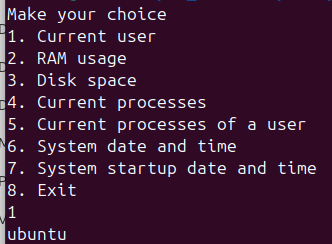 Make your choice
1. Current user
2. RAM usage
3. Disk space
4. Current processes
5. Current processes of a user
6. System date and time
7. System startup date and time
8. Exit
1
ubuntu